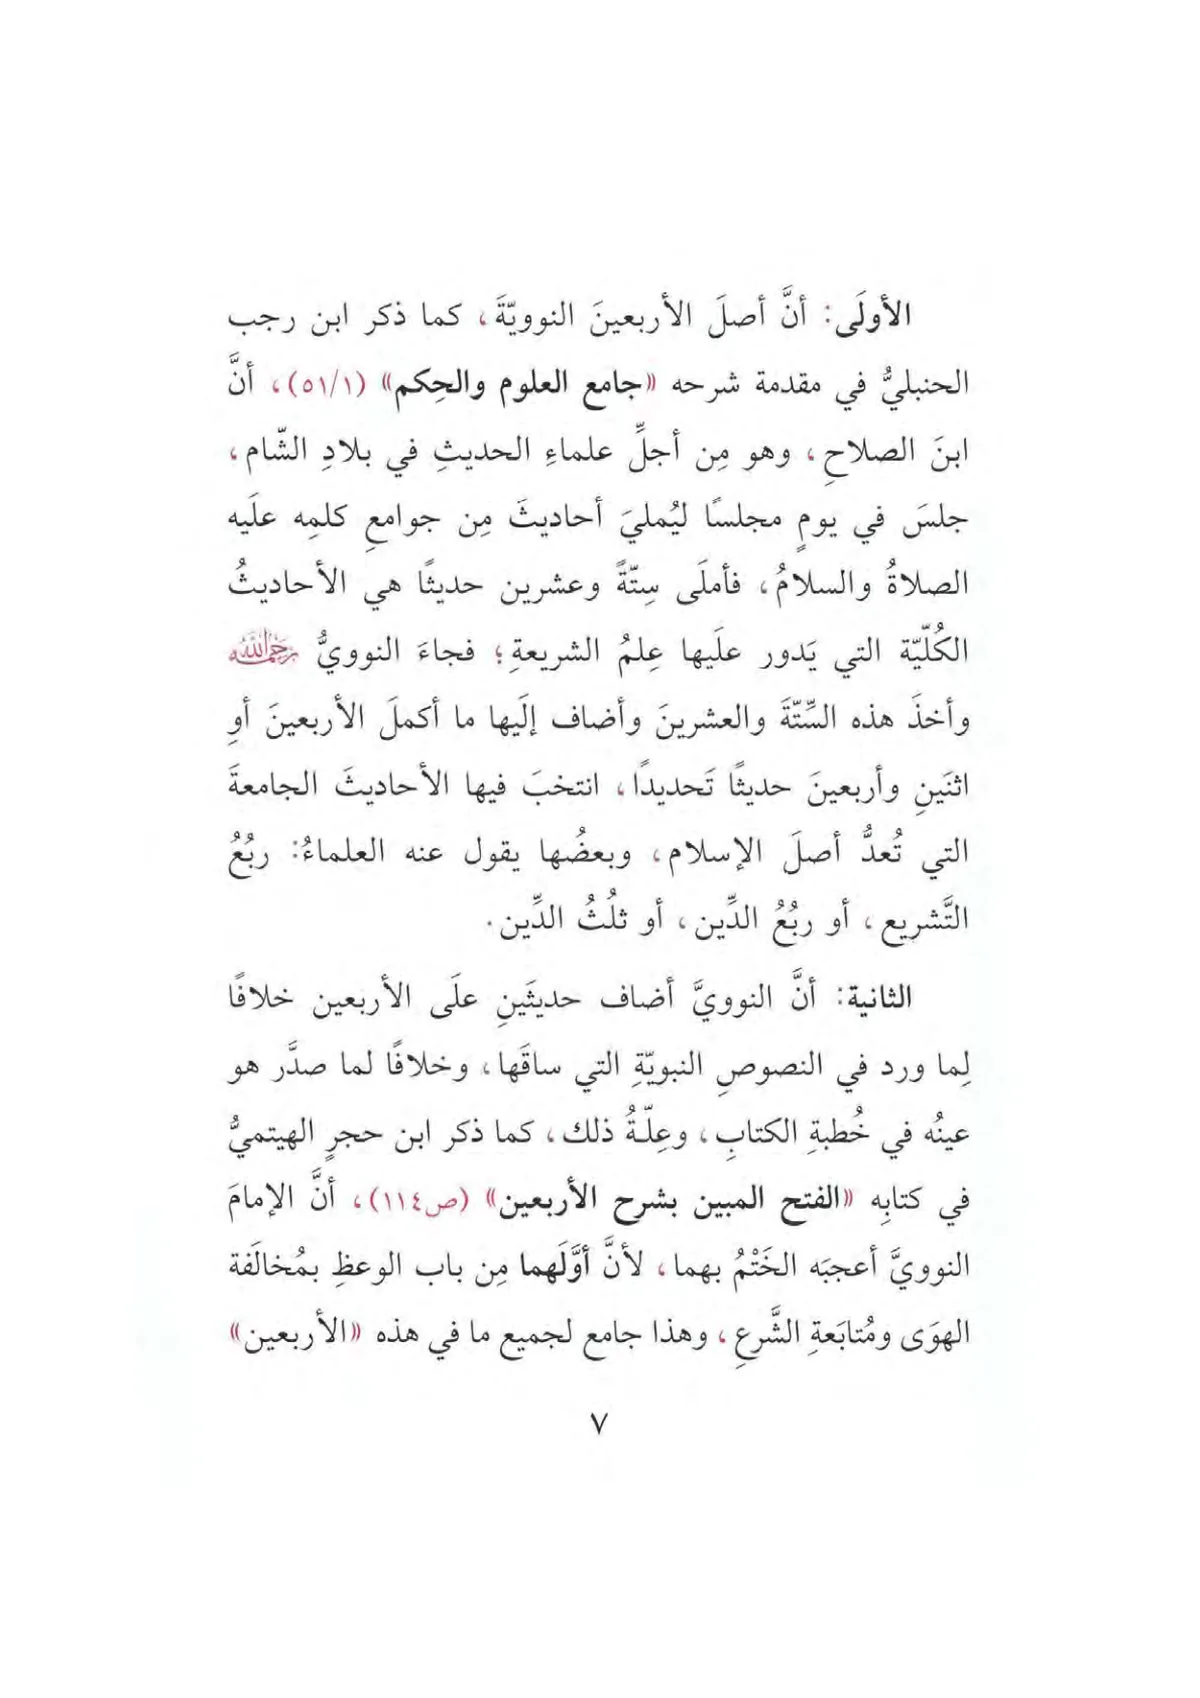 الأولَى: أنَّ أصلَ الأربعينَ النوويّةَ، كما ذكر ابن رجب
الحنبليُّ في مقدمة شرحه «جامع العلوم والحِكم» (٥١/١)، أنَّ
ابنَ الصلاحِ، وهو مِن أجلِّ علماءِ الحديثِ في بلادِ الشّام،
جلسَ في يومٍ مجلسًا ليُمليَ أحاديثَ مِن جوامعِ كلمِه علَيه
الصلاةُ والسلامُ، فأملَى سِتّةً وعشرين حديثًا هي الأحاديثُ
الكُلّيّة التي يَدور علَيها عِلمُ الشريعةِ؛ فجاءَ النوويُّ رَحِمَهُ اللَّهُ
وأخذَ هذه السِّتّةَ والعشرينَ وأضاف إلَيها ما أكملَ الأربعينَ أوِ
اثنَينِ وأربعينَ حديثًا تَحديدًا، انتخبَ فيها الأحاديثَ الجامعةَ
التي تُعدُّ أصلَ الإسلام، وبعضُها يقول عنه العلماءُ: ربُعُ
التَّشريع، أو ربُعُ الدِّين، أو ثلُثُ الدِّين.
الثانية: أنَّ النوويَّ أضاف حديثَينِ علَى الأربعين خلافًا
لِما ورد في النصوصِ النبويّةِ التي ساقَها، وخلافًا لما صدَّر هو
عينُه في خُطبةِ الكتابِ، وعِلّةُ ذلك، كما ذكر ابن حجرٍ الهيتميُّ
في كتابِه «الفتح المبين بشرح الأربعين» (ص١١٤)، أنَّ الإمامَ
النوويَّ أعجبَه الخَتْمُ بهما، لأنَّ أوَّلَهما مِن باب الوعظِ بمُخالَفة
الهوَى ومُتابَعةِ الشَّرعِ، وهذا جامع لجميع ما في هذه «الأربعين»
٧